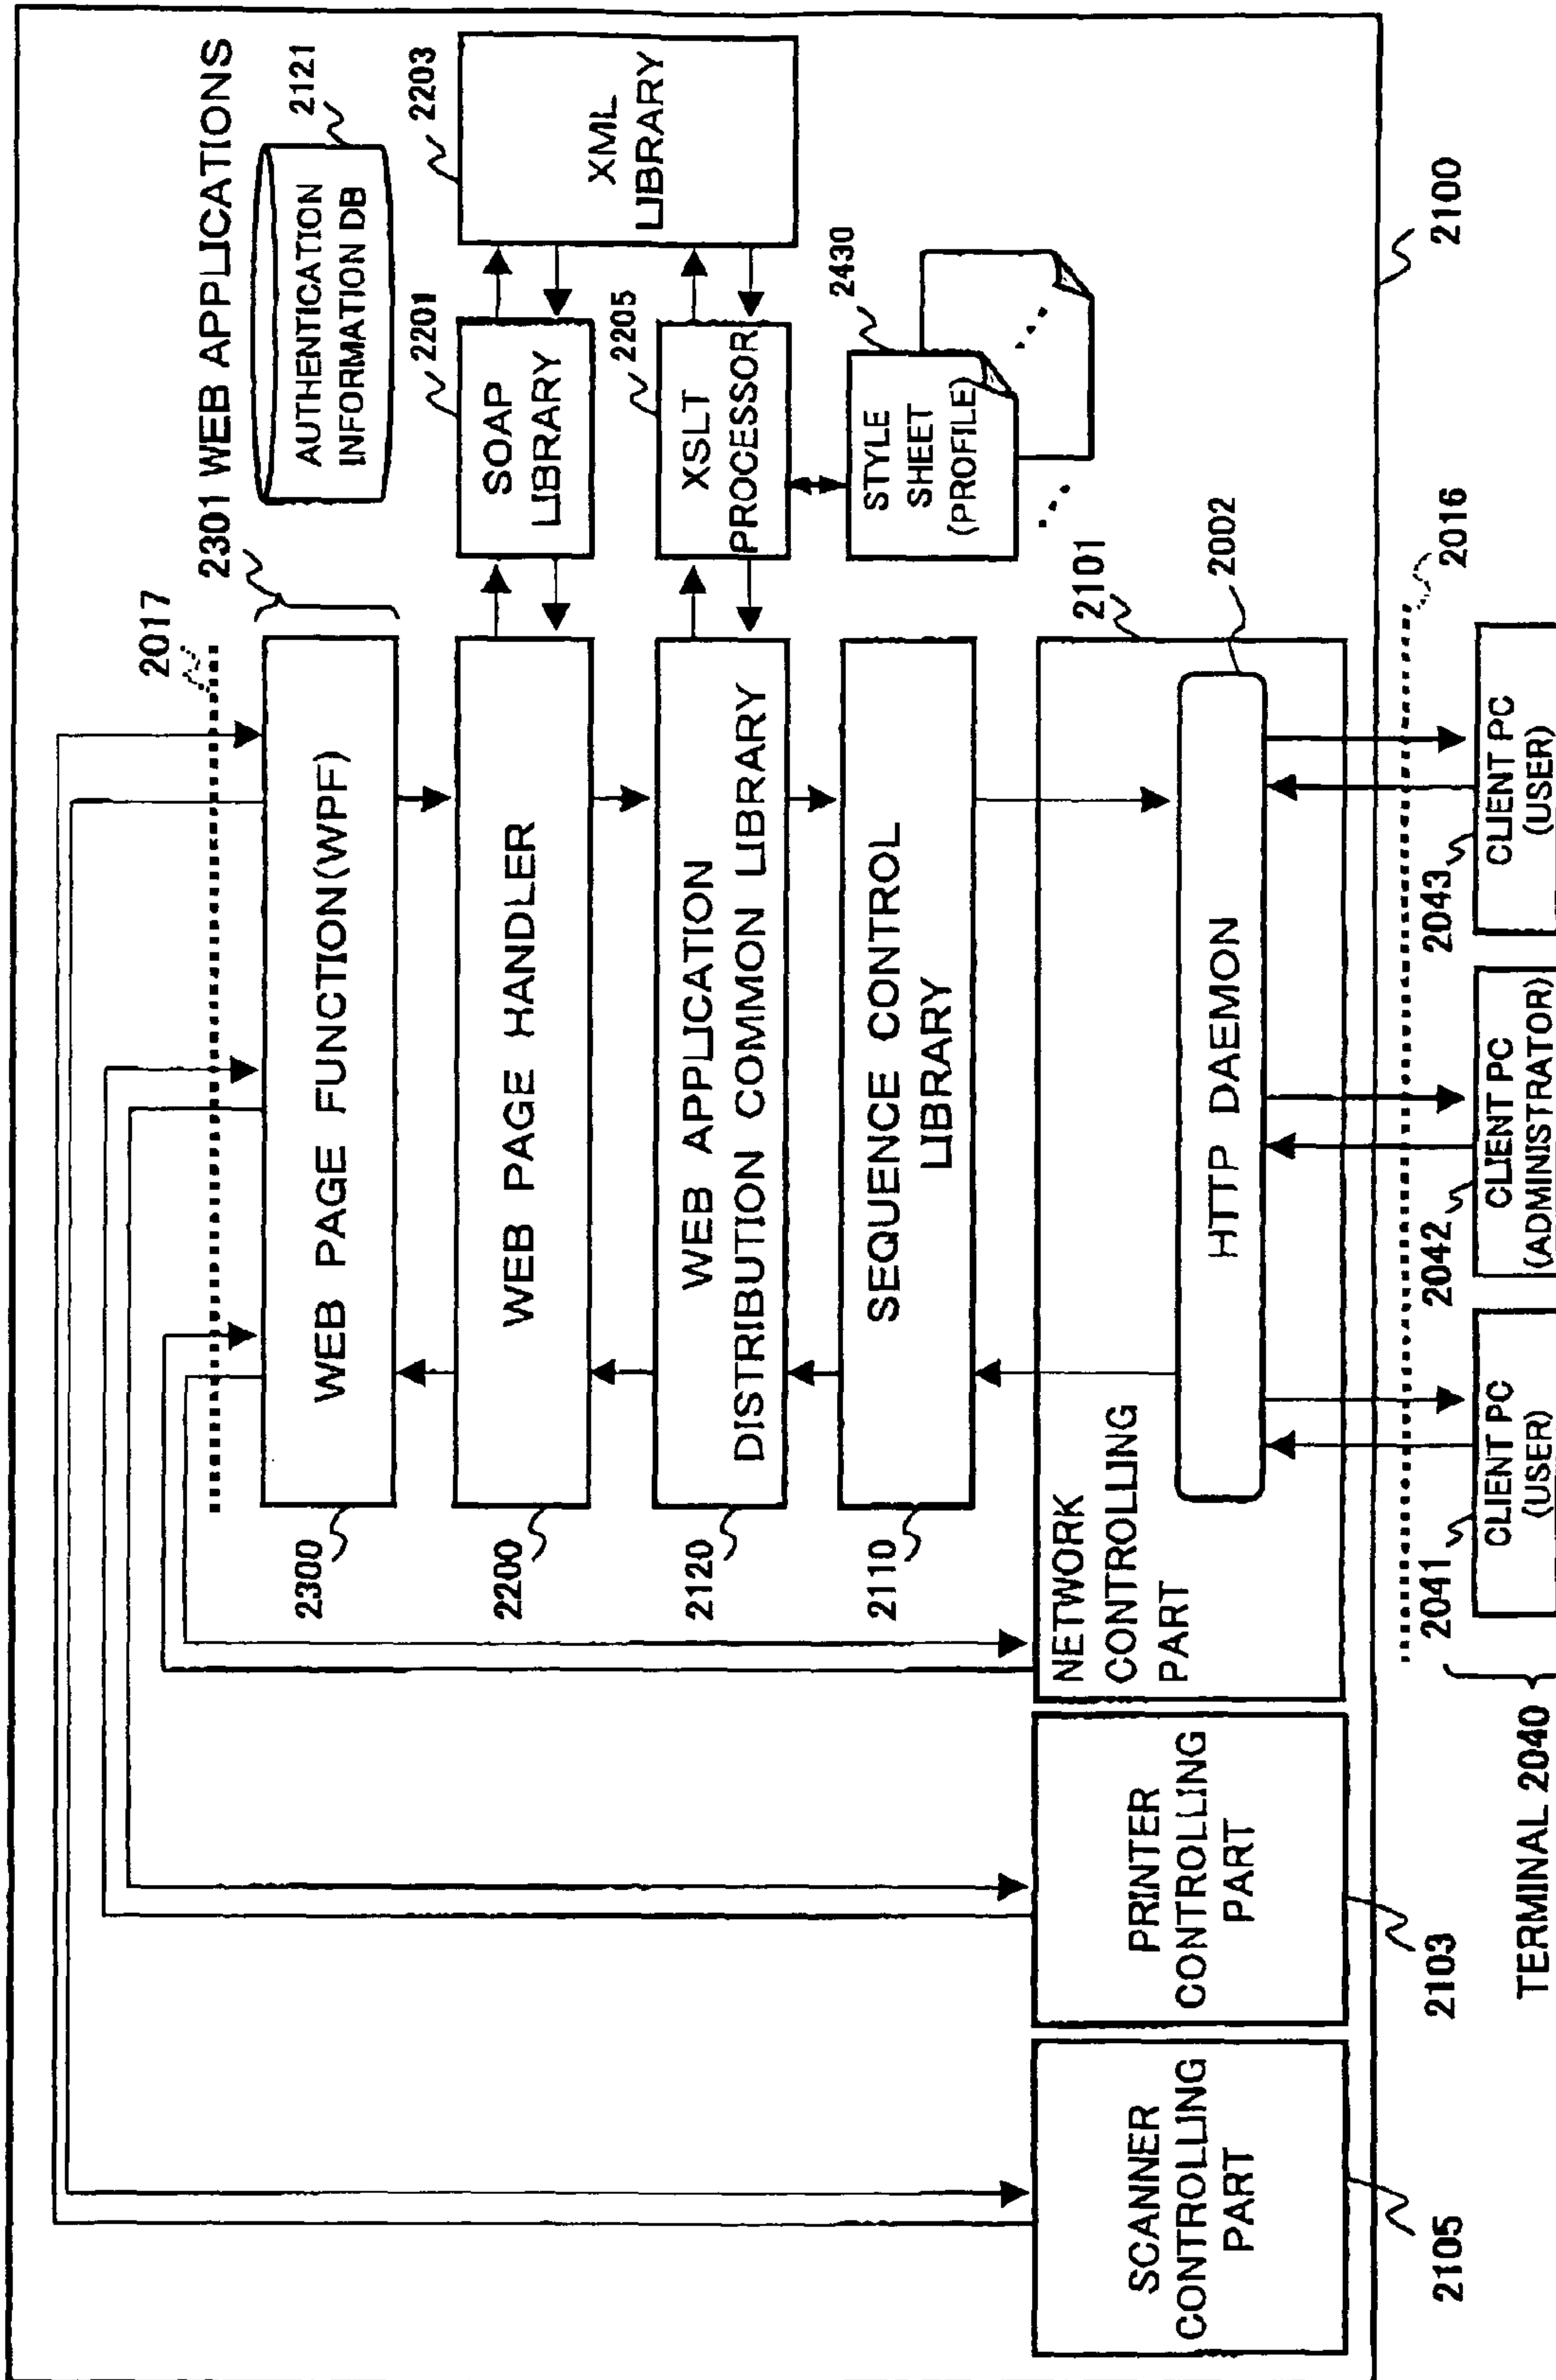 2301 WEB APPLICATIONS
2017
AUTHENTICATION
INFORMATION DB
2121
WEB PAGE FUNCTION(WPF)
2300
WEB PAGE HANDLER
2200
SOAP
LIBRARY
2201
XML
LIBRARY
2203
WEB APPLICATION
DISTRIBUTION COMMON LIBRARY
2120
XSLT
PROCESSOR
2205
STYLE
SHEET
(PROFILE)
2430
SEQUENCE CONTROL
LIBRARY
2110
SCANNER
CONTROLLING
PART
2105
PRINTER
CONTROLLING
PART
2103
NETWORK
CONTROLLING
PART
2101
HTTP DAEMON
2002
2100
2016
TERMINAL 2040
2041
CLIENT PC
(USER)
2042
CLIENT PC
(ADMINISTRATOR)
2043
CLIENT PC
(USER)